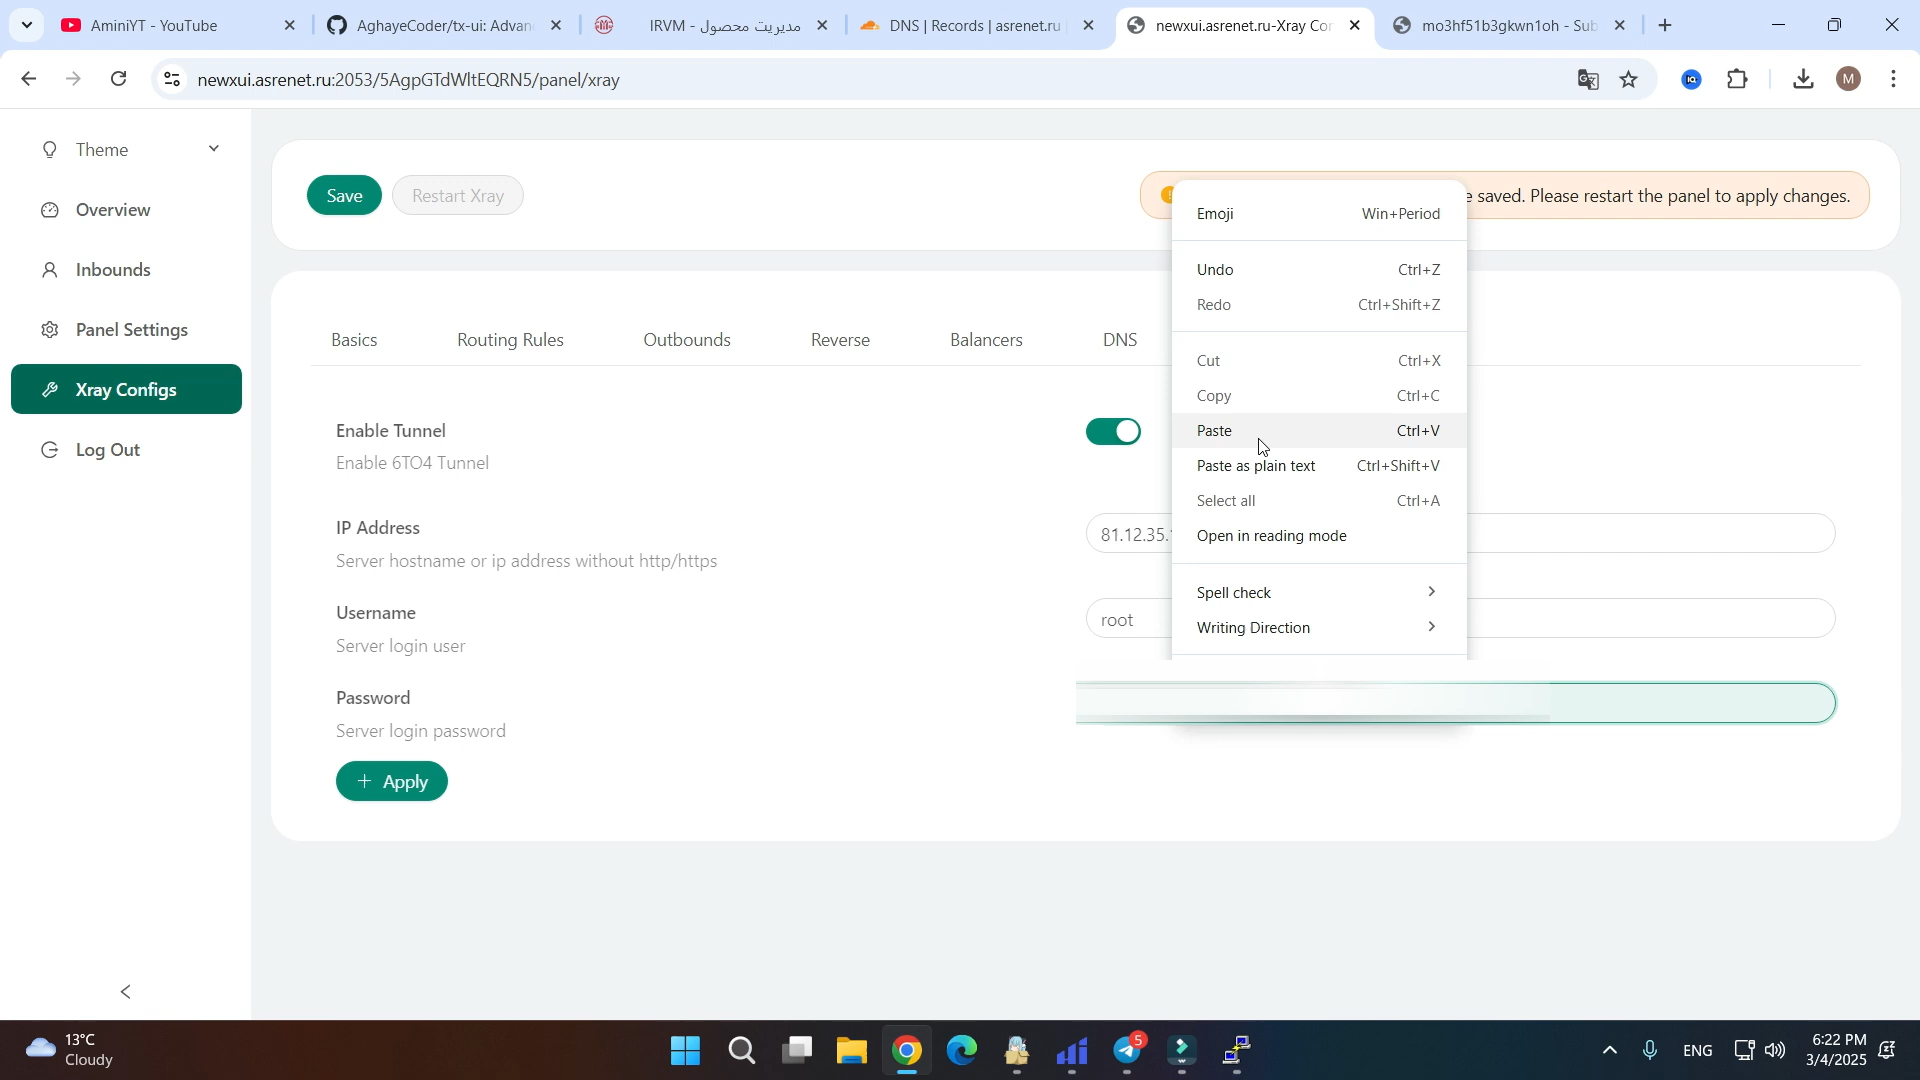 AminiYT - YouTube
AghayeCoder/tx-ui: Advan
IRVM - مدیریت محصول
DNS | Records | asrenet.ru
newxui.asrenet.ru-Xray Cor
mo3hf51b3gkwn1oh - Sub
newxui.asrenet.ru:2053/5AgpGTdWltEQRN5/panel/xray
M
Theme
Overview
Inbounds
Panel Settings
Xray Configs
Log Out
Save
Restart Xray
e saved. Please restart the panel to apply changes.
Basics
Routing Rules
Outbounds
Reverse
Balancers
DNS
Enable Tunnel
Enable 6TO4 Tunnel
IP Address
Server hostname or ip address without http/https
81.12.35.
Username
Server login user
root
Password
Server login password
Apply
Emoji Win+Period
Undo Ctrl+Z
Redo Ctrl+Shift+Z
Cut Ctrl+X
Copy Ctrl+C
Paste Ctrl+V
Paste as plain text Ctrl+Shift+V
Select all Ctrl+A
Open in reading mode
Spell check
Writing Direction
13°C
Cloudy
5
ENG
6:22 PM
3/4/2025